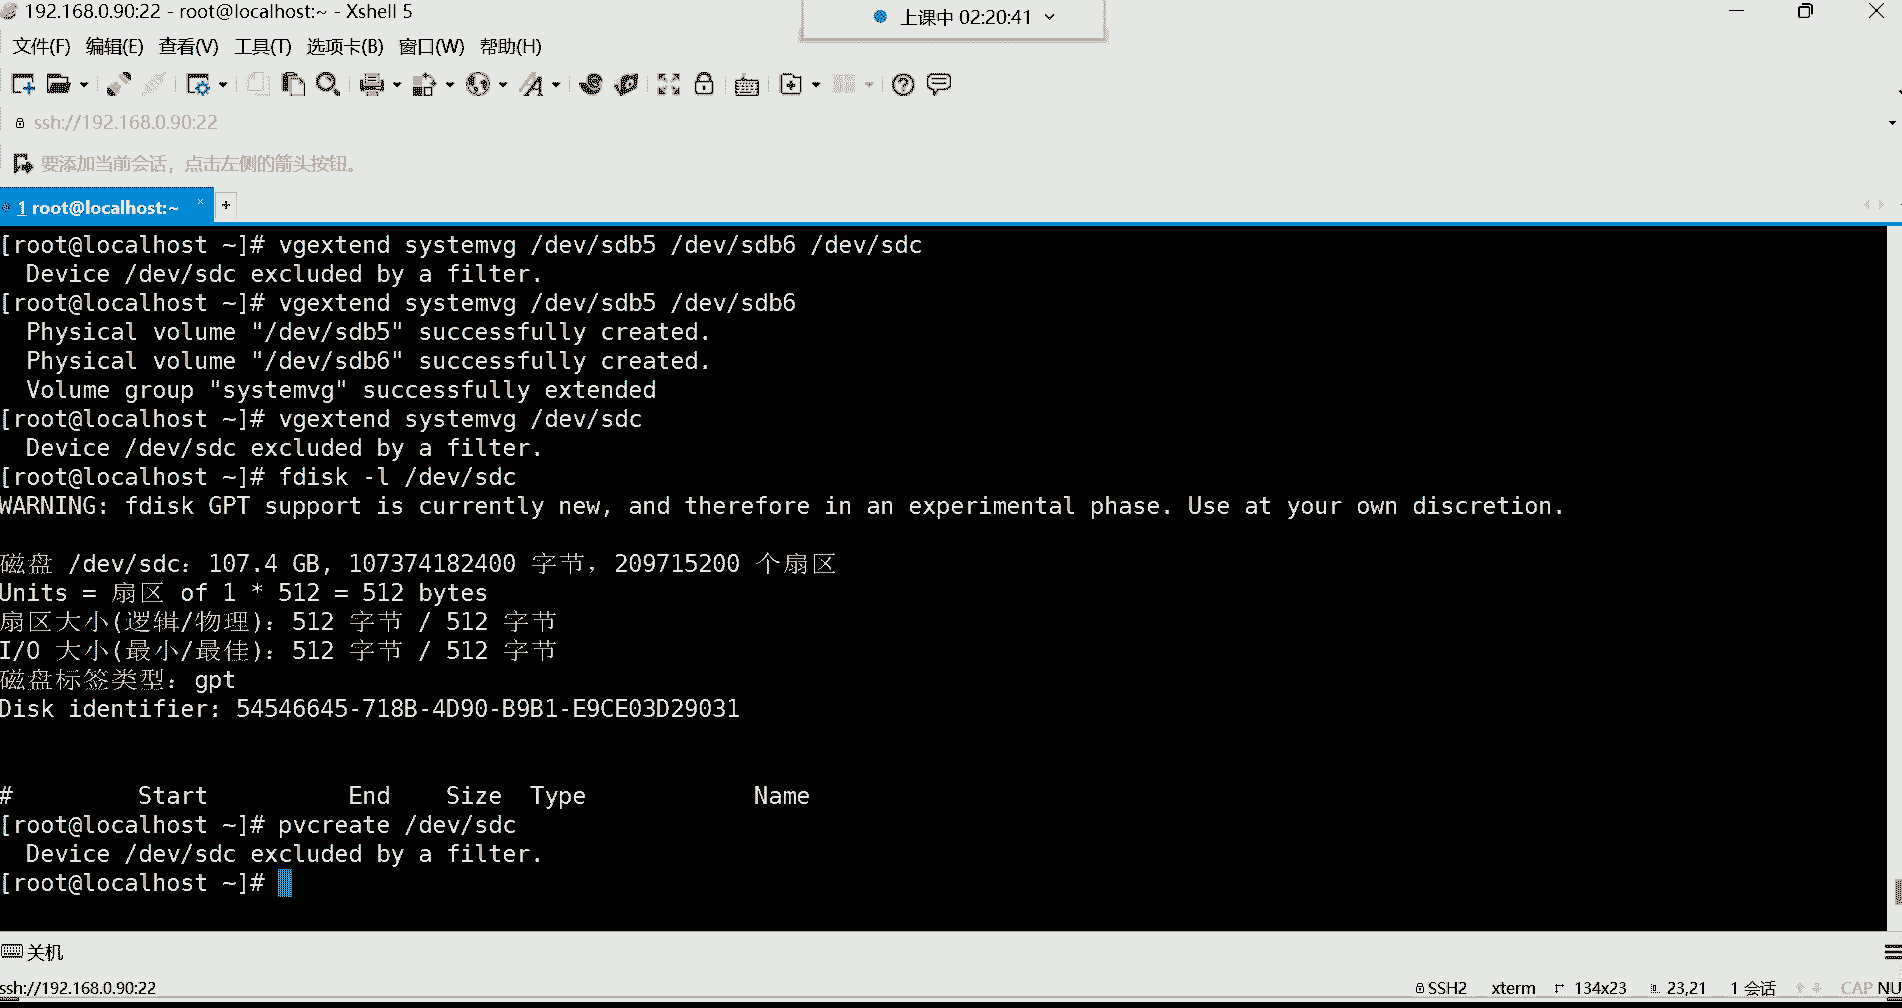 192.168.0.90:22 - root@localhost:~ - Xshell 5
上课中 02:20:41
文件(F) 编辑(E) 查看(V) 工具(T) 选项卡(B) 窗口(W) 帮助(H)
ssh://192.168.0.90:22
要添加当前会话，点击左侧的箭头按钮。
1 root@localhost:~ × +
[root@localhost ~]# vgextend systemvg /dev/sdb5 /dev/sdb6 /dev/sdc
Device /dev/sdc excluded by a filter.
[root@localhost ~]# vgextend systemvg /dev/sdb5 /dev/sdb6
Physical volume "/dev/sdb5" successfully created.
Physical volume "/dev/sdb6" successfully created.
Volume group "systemvg" successfully extended
[root@localhost ~]# vgextend systemvg /dev/sdc
Device /dev/sdc excluded by a filter.
[root@localhost ~]# fdisk -l /dev/sdc
WARNING: fdisk GPT support is currently new, and therefore in an experimental phase. Use at your own discretion.
磁盘 /dev/sdc：107.4 GB, 107374182400 字节，209715200 个扇区
Units = 扇区 of 1 * 512 = 512 bytes
扇区大小(逻辑/物理)：512 字节 / 512 字节
I/O 大小(最小/最佳)：512 字节 / 512 字节
磁盘标签类型：gpt
Disk identifier: 54546645-718B-4D90-B9B1-E9CE03D29031
# Start End Size Type Name
[root@localhost ~]# pvcreate /dev/sdc
Device /dev/sdc excluded by a filter.
[root@localhost ~]#
关机
ssh://192.168.0.90:22 SSH2 xterm 134x23 23,21 1 会话 CAP NU